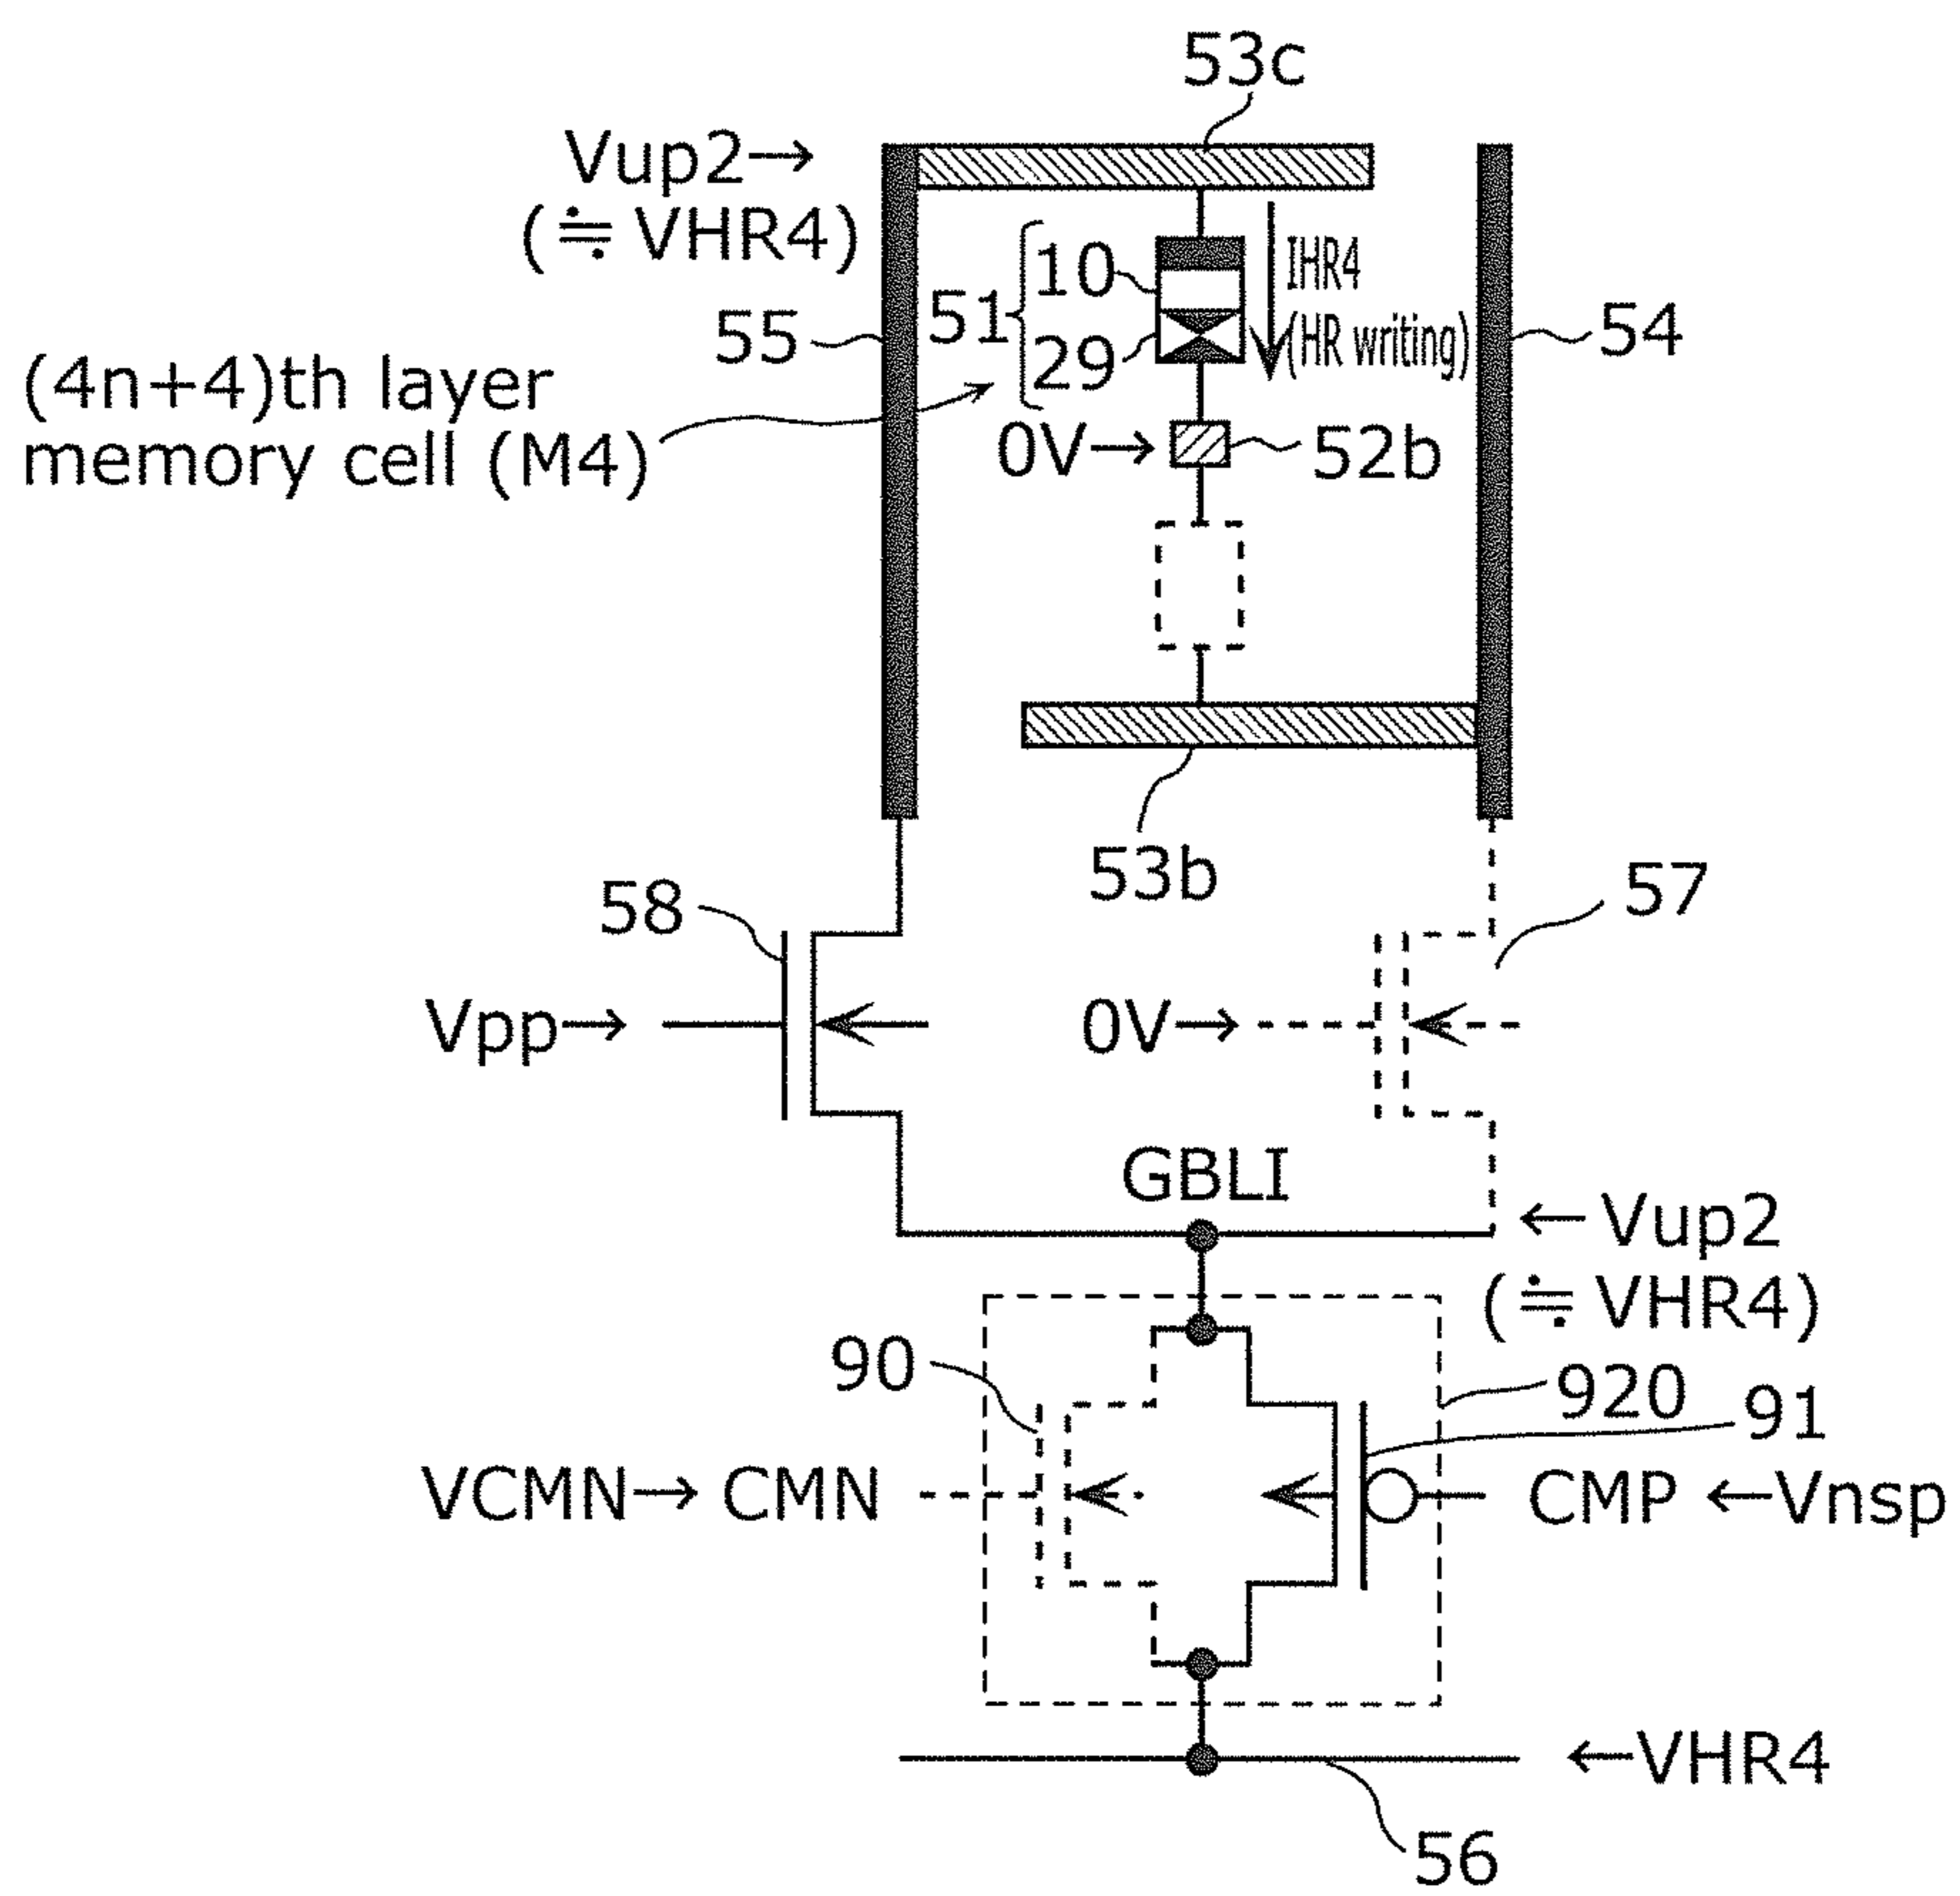 53c
Vup2→
(≒ VHR4)
10
IHR4
51
(HR writing)
54
55
29
(4n+4)th layer
memory cell (M4)
0V→
52b
53b
57
58
Vpp→
0V→
GBLI
←Vup2
(≒ VHR4)
90
920
91
VCMN→ CMN
CMP ←Vnsp
←VHR4
56